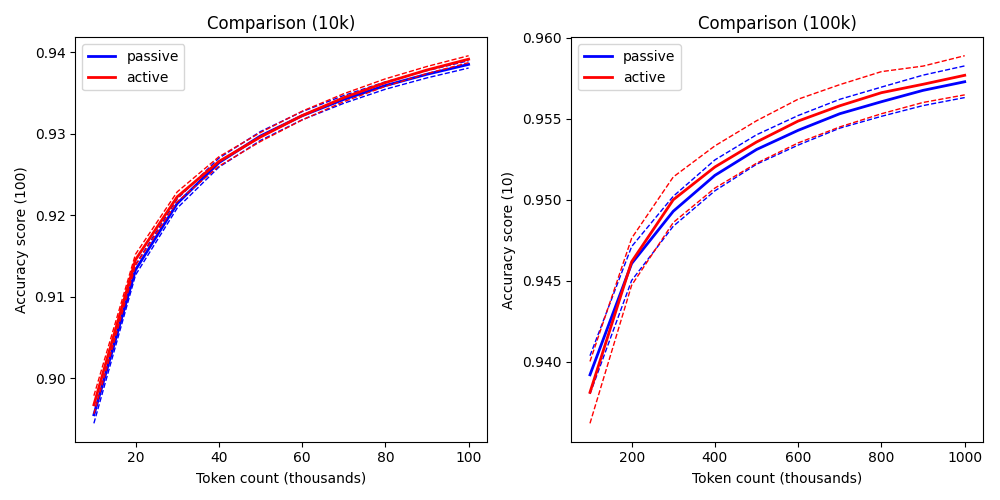 Comparison (10k)
passive
active
Accuracy score (100)
0.94
0.93
0.92
0.91
0.90
20
40
60
80
100
Token count (thousands)
Comparison (100k)
passive
active
Accuracy score (10)
0.960
0.955
0.950
0.945
0.940
200
400
600
800
1000
Token count (thousands)